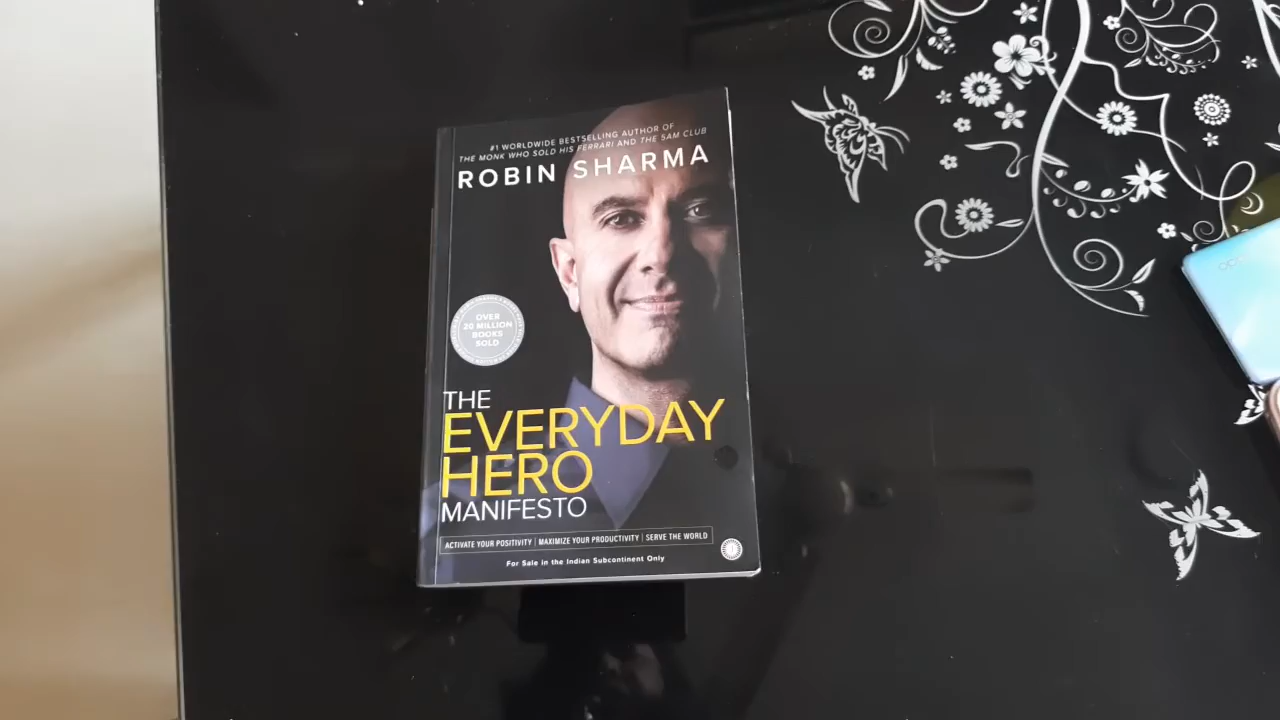 #1 WORLDWIDE BESTSELLING AUTHOR OF
THE MONK WHO SOLD HIS FERRARI AND THE 5AM CLUB
ROBIN SHARMA
OVER
20 MILLION
BOOKS
SOLD
THE
EVERYDAY
HERO
MANIFESTO
ACTIVATE YOUR POSITIVITY | MAXIMIZE YOUR PRODUCTIVITY | SERVE THE WORLD
For Sale in the Indian Subcontinent Only